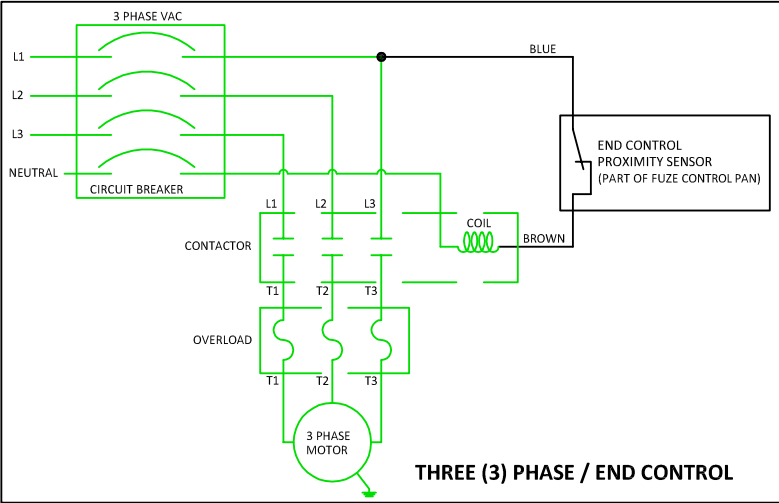 3 PHASE VAC
L1
BLUE
L2
L3
END CONTROL
PROXIMITY SENSOR
(PART OF FUZE CONTROL PAN)
NEUTRAL
CIRCUIT BREAKER
L1 L2 L3
COIL
CONTACTOR
BROWN
T1 T2 T3
OVERLOAD
T1 T2 T3
3 PHASE
MOTOR
THREE (3) PHASE / END CONTROL